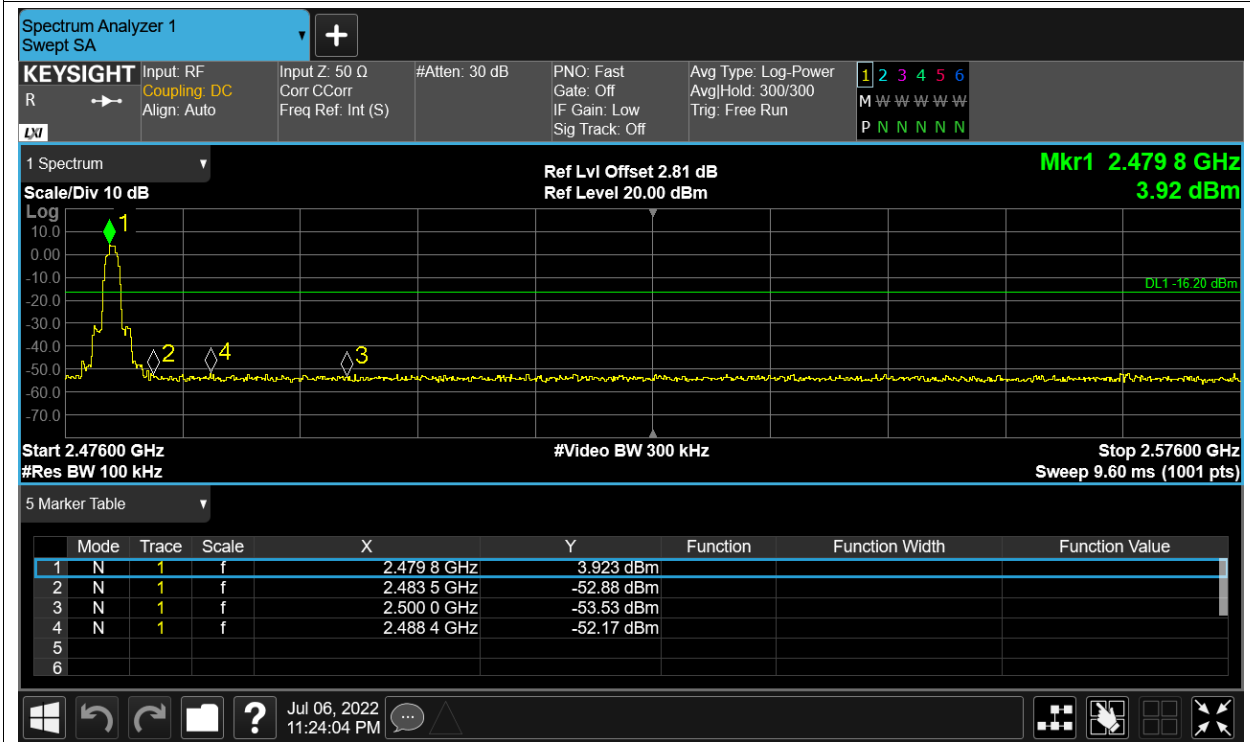 Spectrum Analyzer 1
Swept SA
+
KEYSIGHT
R
LXI
Input: RF
Coupling: DC
Align: Auto
Input Z: 50 Ω
Corr CCorr
Freq Ref: Int (S)
#Atten: 30 dB
PNO: Fast
Gate: Off
IF Gain: Low
Sig Track: Off
Avg Type: Log-Power
Avg|Hold: 300/300
Trig: Free Run
1 2 3 4 5 6
M W W W W W
P N N N N N
1 Spectrum
Scale/Div 10 dB
Ref Lvl Offset 2.81 dB
Ref Level 20.00 dBm
Mkr1 2.479 8 GHz
3.92 dBm
Log
10.0
0.00
-10.0
-20.0
-30.0
-40.0
-50.0
-60.0
-70.0
1
2
4
3
DL1 -16.20 dBm
Start 2.47600 GHz
#Res BW 100 kHz
#Video BW 300 kHz
Stop 2.57600 GHz
Sweep 9.60 ms (1001 pts)
5 Marker Table
Mode Trace Scale X Y Function Function Width Function Value
1 N 1 f 2.479 8 GHz 3.923 dBm
2 N 1 f 2.483 5 GHz -52.88 dBm
3 N 1 f 2.500 0 GHz -53.53 dBm
4 N 1 f 2.488 4 GHz -52.17 dBm
5
6
?
Jul 06, 2022
11:24:04 PM